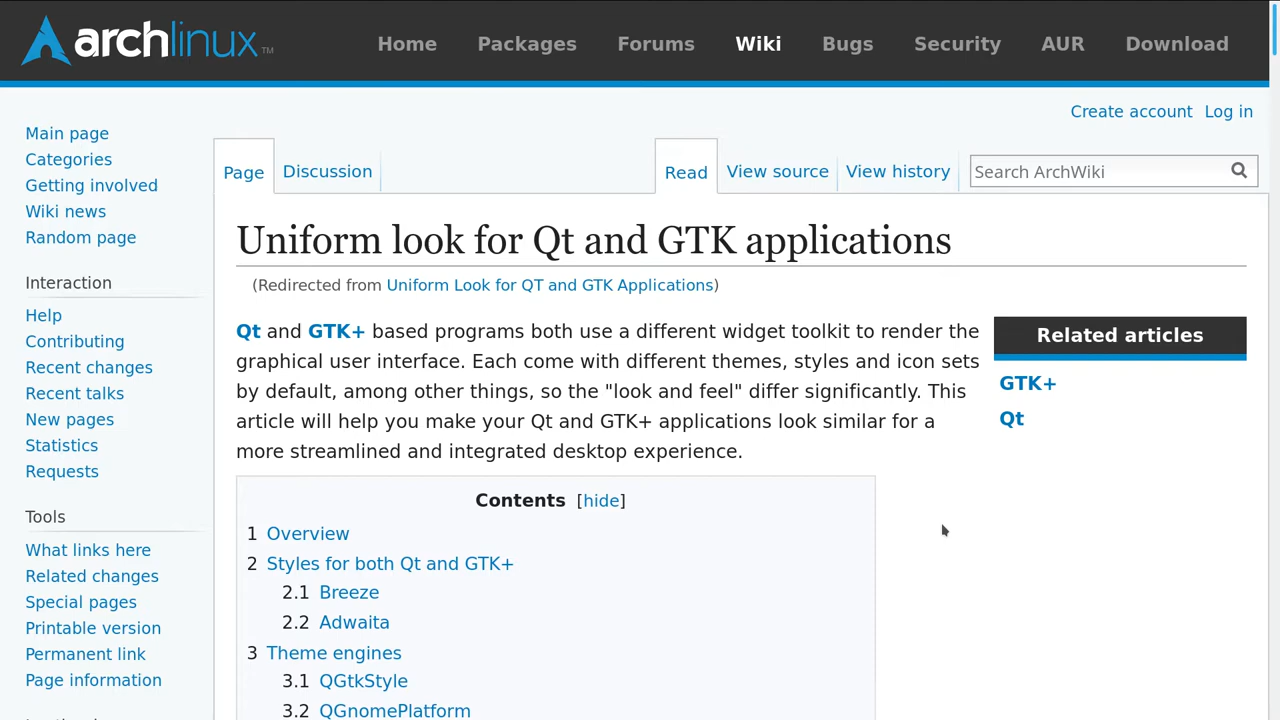 archlinux™
Home Packages Forums Wiki Bugs Security AUR Download
Create account Log in
Main page
Categories
Getting involved
Wiki news
Random page
Interaction
Help
Contributing
Recent changes
Recent talks
New pages
Statistics
Requests
Tools
What links here
Related changes
Special pages
Printable version
Permanent link
Page information
Page Discussion Read View source View history Search ArchWiki
Uniform look for Qt and GTK applications
(Redirected from Uniform Look for QT and GTK Applications)
Qt and GTK+ based programs both use a different widget toolkit to render the
graphical user interface. Each come with different themes, styles and icon sets
by default, among other things, so the "look and feel" differ significantly. This
article will help you make your Qt and GTK+ applications look similar for a
more streamlined and integrated desktop experience.
Related articles
GTK+
Qt
Contents [hide]
1 Overview
2 Styles for both Qt and GTK+
2.1 Breeze
2.2 Adwaita
3 Theme engines
3.1 QGtkStyle
3.2 QGnomePlatform